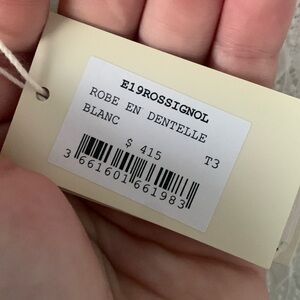 E19ROSSIGNOL
ROBE EN DENTELLE
BLANC
$ 415 T3
3 661601 661983